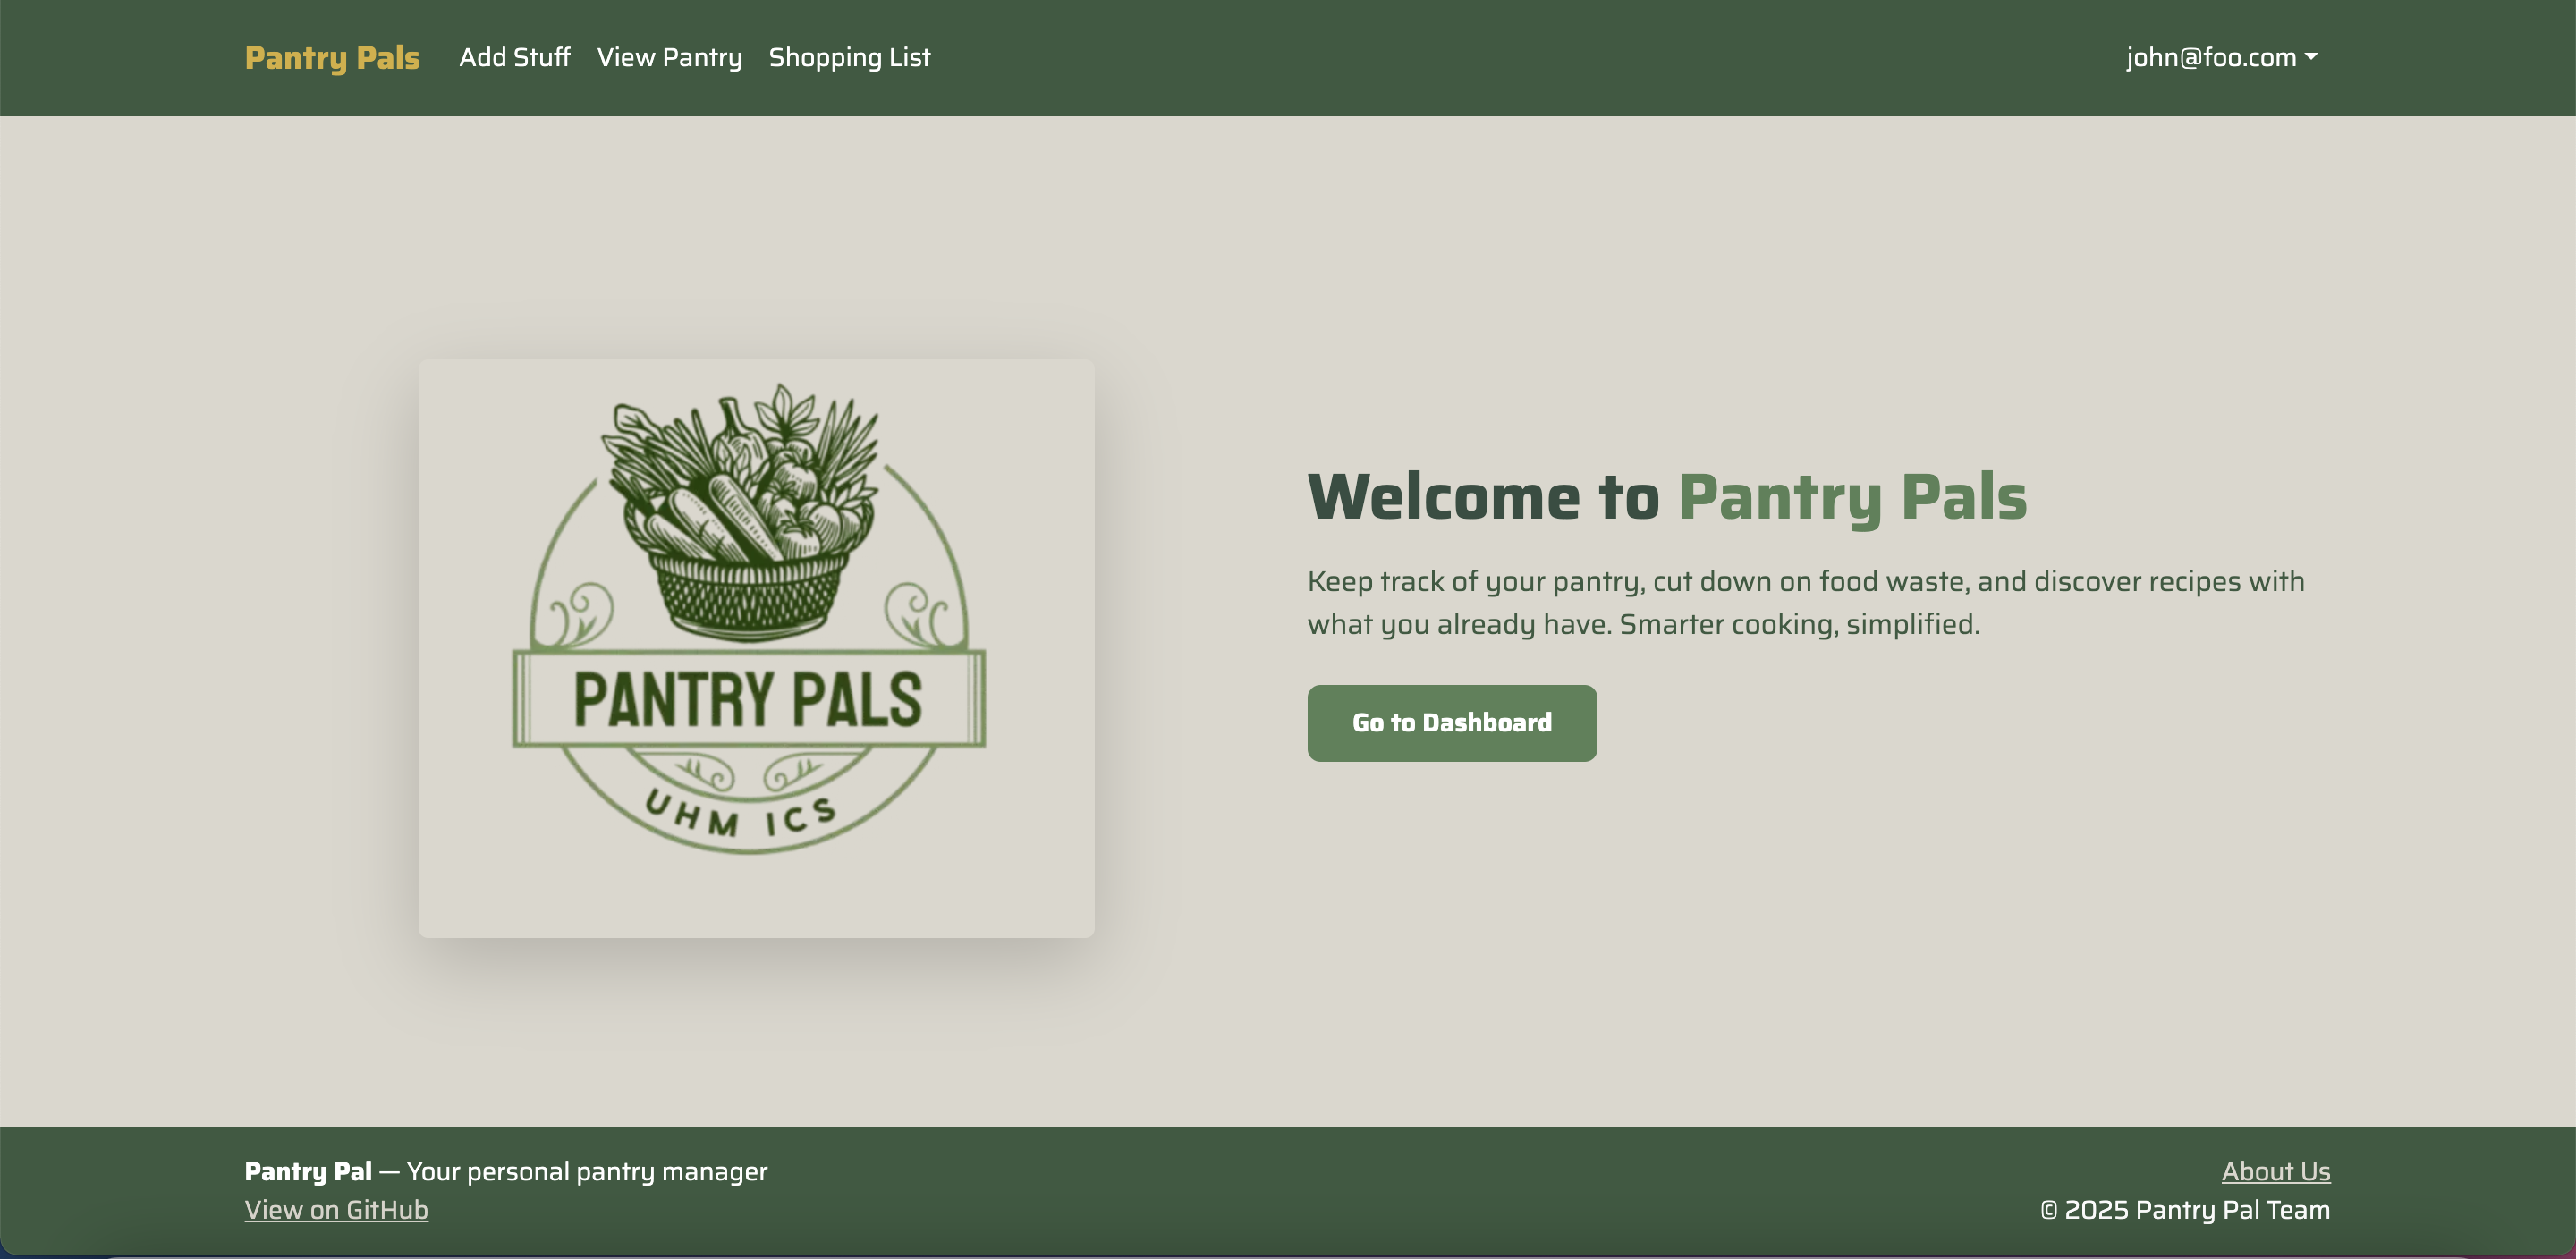 Pantry Pals Add Stuff View Pantry Shopping List john@foo.com
PANTRY PALS
UHM ICS
Welcome to Pantry Pals
Keep track of your pantry, cut down on food waste, and discover recipes with
what you already have. Smarter cooking, simplified.
Go to Dashboard
Pantry Pal — Your personal pantry manager
View on GitHub
About Us
© 2025 Pantry Pal Team